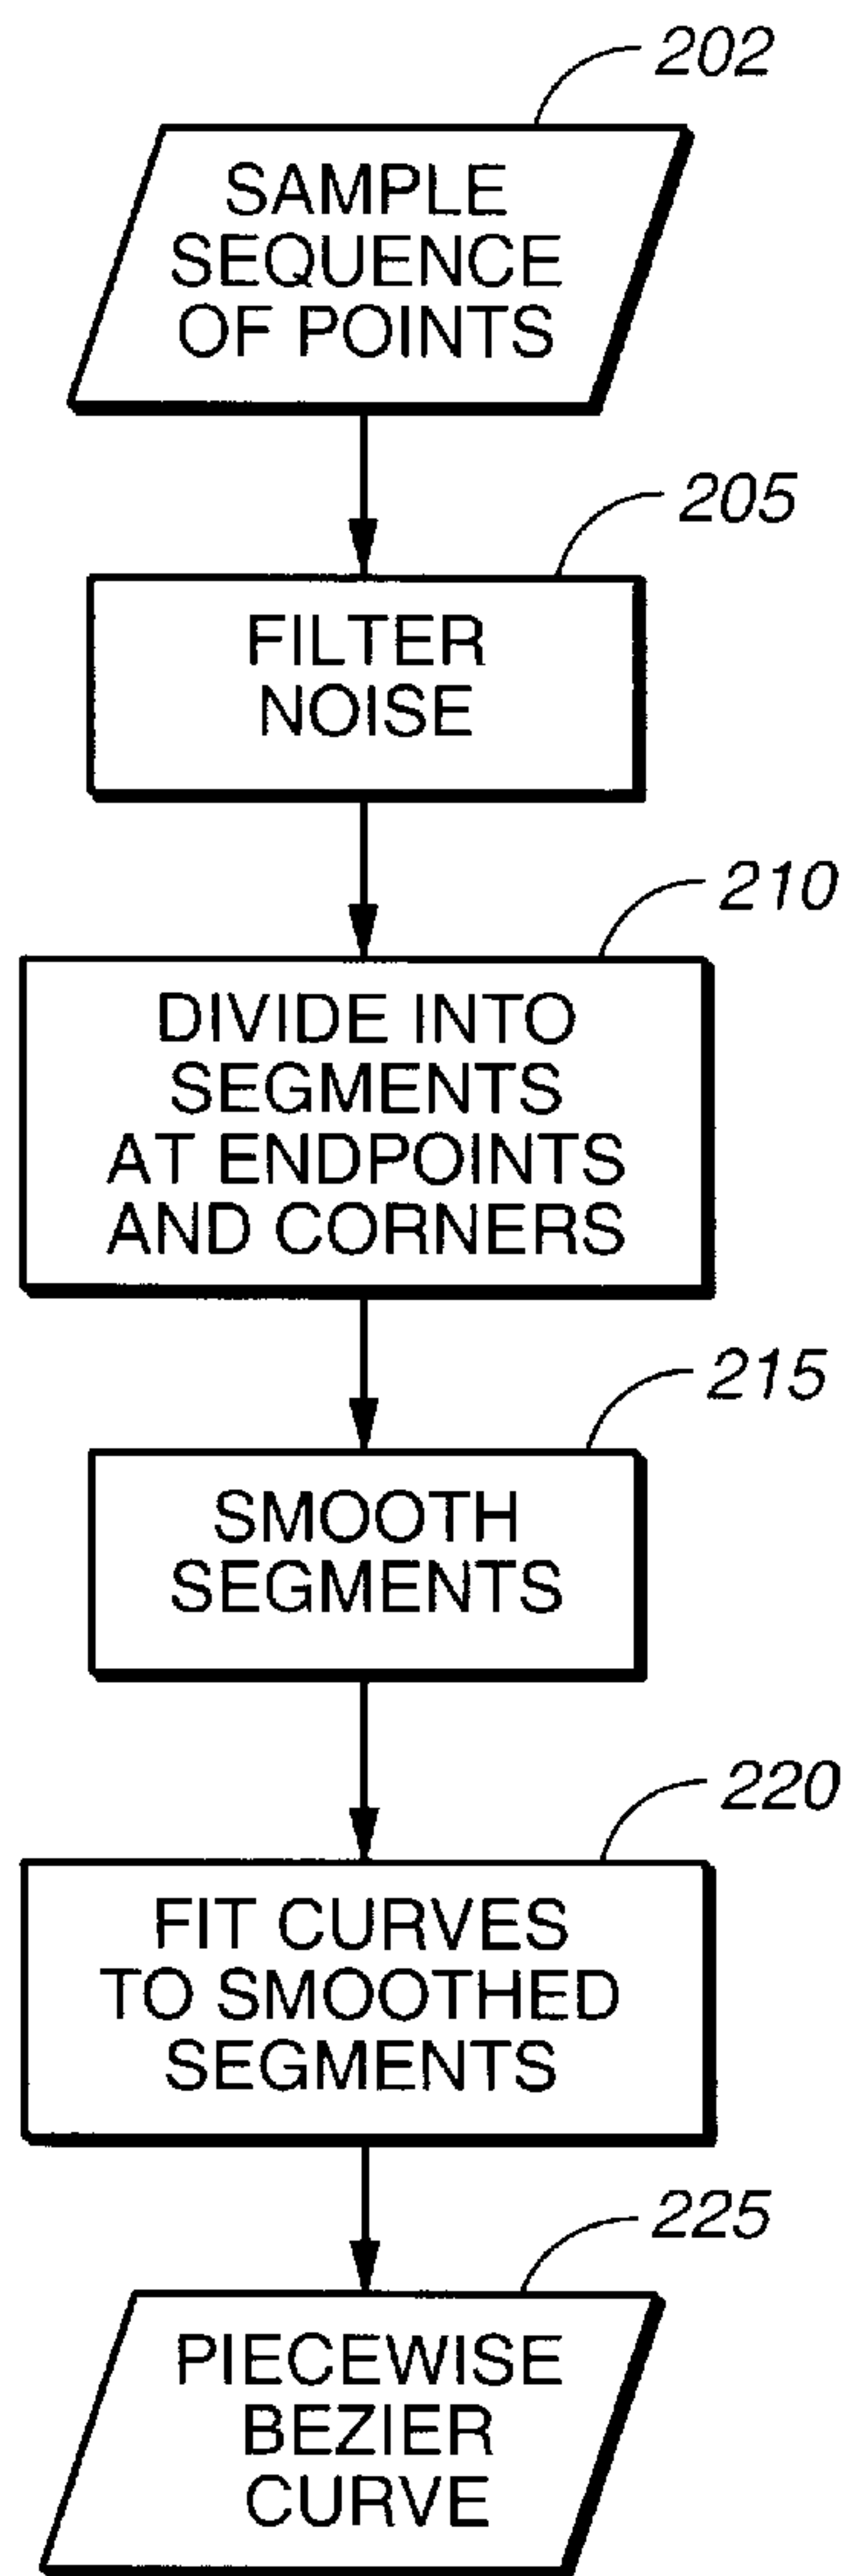 202
SAMPLE
SEQUENCE
OF POINTS
205
FILTER
NOISE
210
DIVIDE INTO
SEGMENTS
AT ENDPOINTS
AND CORNERS
215
SMOOTH
SEGMENTS
220
FIT CURVES
TO SMOOTHED
SEGMENTS
225
PIECEWISE
BEZIER
CURVE